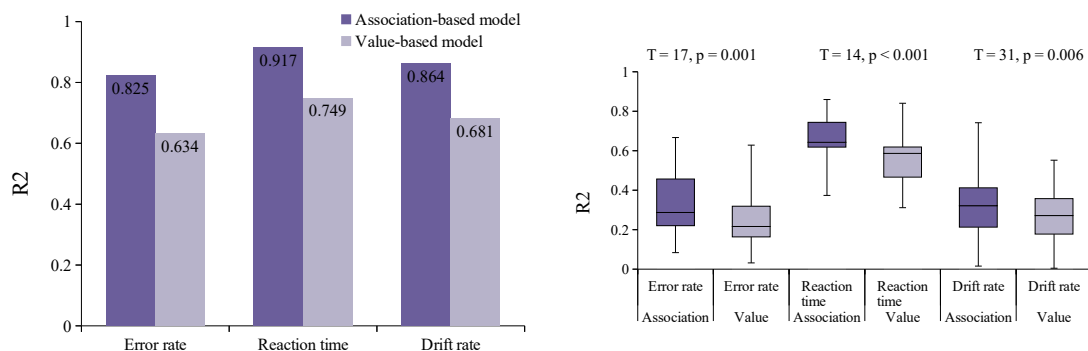 Association-based model
Value-based model
R2
1
0.8
0.6
0.4
0.2
0
0.825
0.634
0.917
0.749
0.864
0.681
Error rate
Reaction time
Drift rate
T = 17, p = 0.001
T = 14, p < 0.001
T = 31, p = 0.006
R2
1
0.8
0.6
0.4
0.2
0
Error rate
Error rate
Reaction
time
Reaction
time
Drift rate
Drift rate
Association
Value
Association
Value
Association
Value